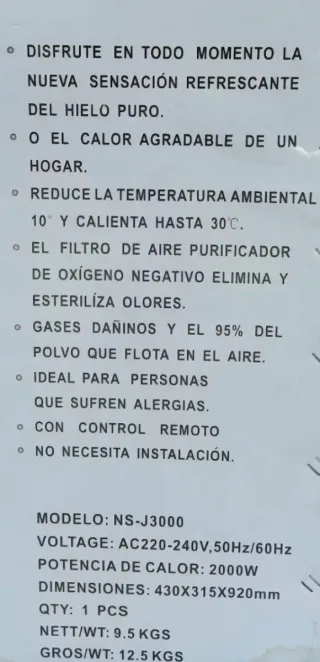 DISFRUTE EN TODO MOMENTO LA
NUEVA SENSACIÓN REFRESCANTE
DEL HIELO PURO.
O EL CALOR AGRADABLE DE UN
HOGAR.
REDUCE LA TEMPERATURA AMBIENTAL
10° Y CALIENTA HASTA 30℃.
EL FILTRO DE AIRE PURIFICADOR
DE OXÍGENO NEGATIVO ELIMINA Y
ESTERILÍZA OLORES.
GASES DAÑINOS Y EL 95% DEL
POLVO QUE FLOTA EN EL AIRE.
IDEAL PARA PERSONAS
QUE SUFREN ALERGIAS.
CON CONTROL REMOTO
NO NECESITA INSTALACIÓN.
MODELO: NS-J3000
VOLTAGE: AC220-240V,50Hz/60Hz
POTENCIA DE CALOR: 2000W
DIMENSIONES: 430X315X920mm
QTY: 1 PCS
NETT/WT: 9.5 KGS
GROS/WT: 12.5 KGS